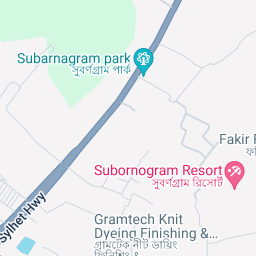 Subarnagram park
সুবর্ণগ্রাম পার্ক
Fakir
Subornogram Resort
সুবর্ণগ্রাম রিসোর্ট
Sylhet Hwy
Gramtech Knit
Dyeing Finishing &...
গ্রামটেক নীট ডায়িং
ফিনিশিং &